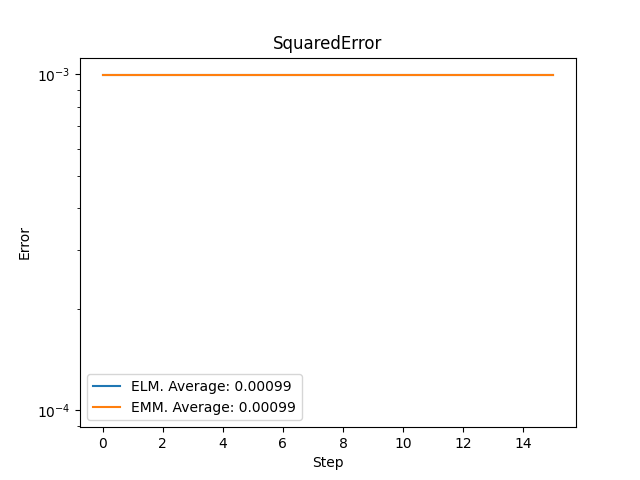 SquaredError
10⁻³
10⁻⁴
Error
ELM. Average: 0.00099
EMM. Average: 0.00099
0 2 4 6 8 10 12 14
Step